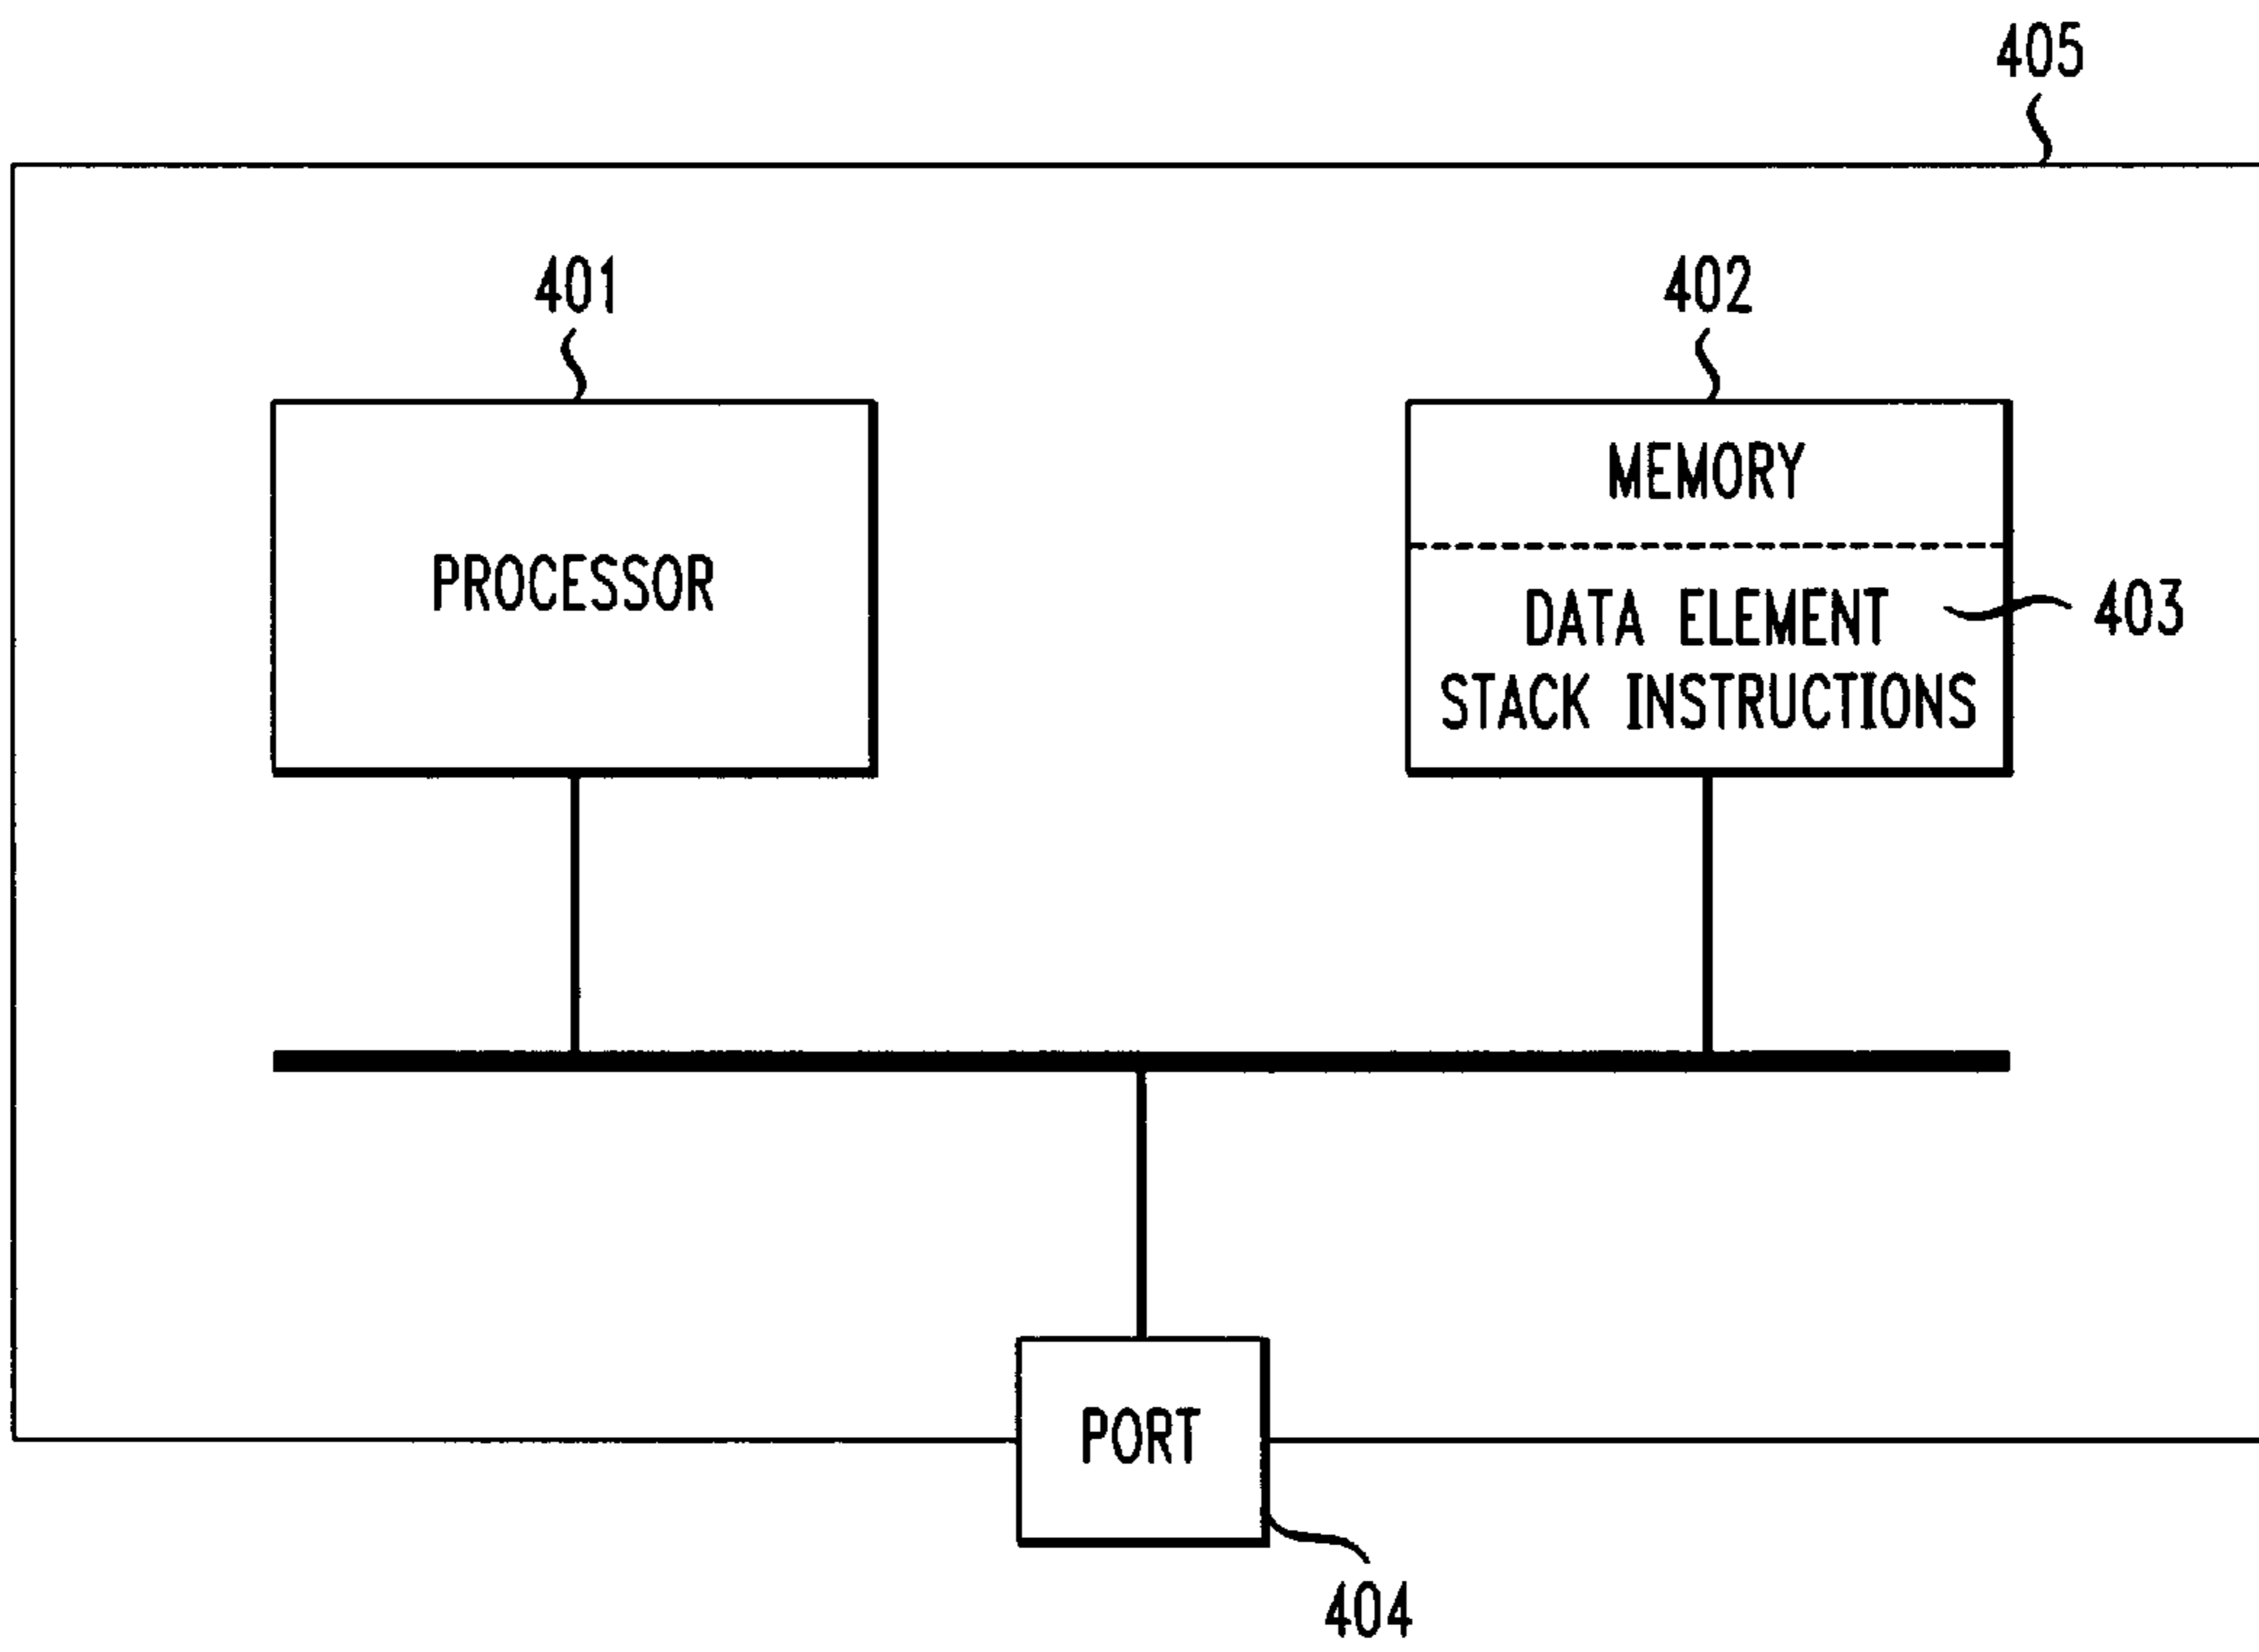 405
401
402
MEMORY
PROCESSOR
DATA ELEMENT
403
STACK INSTRUCTIONS
PORT
404